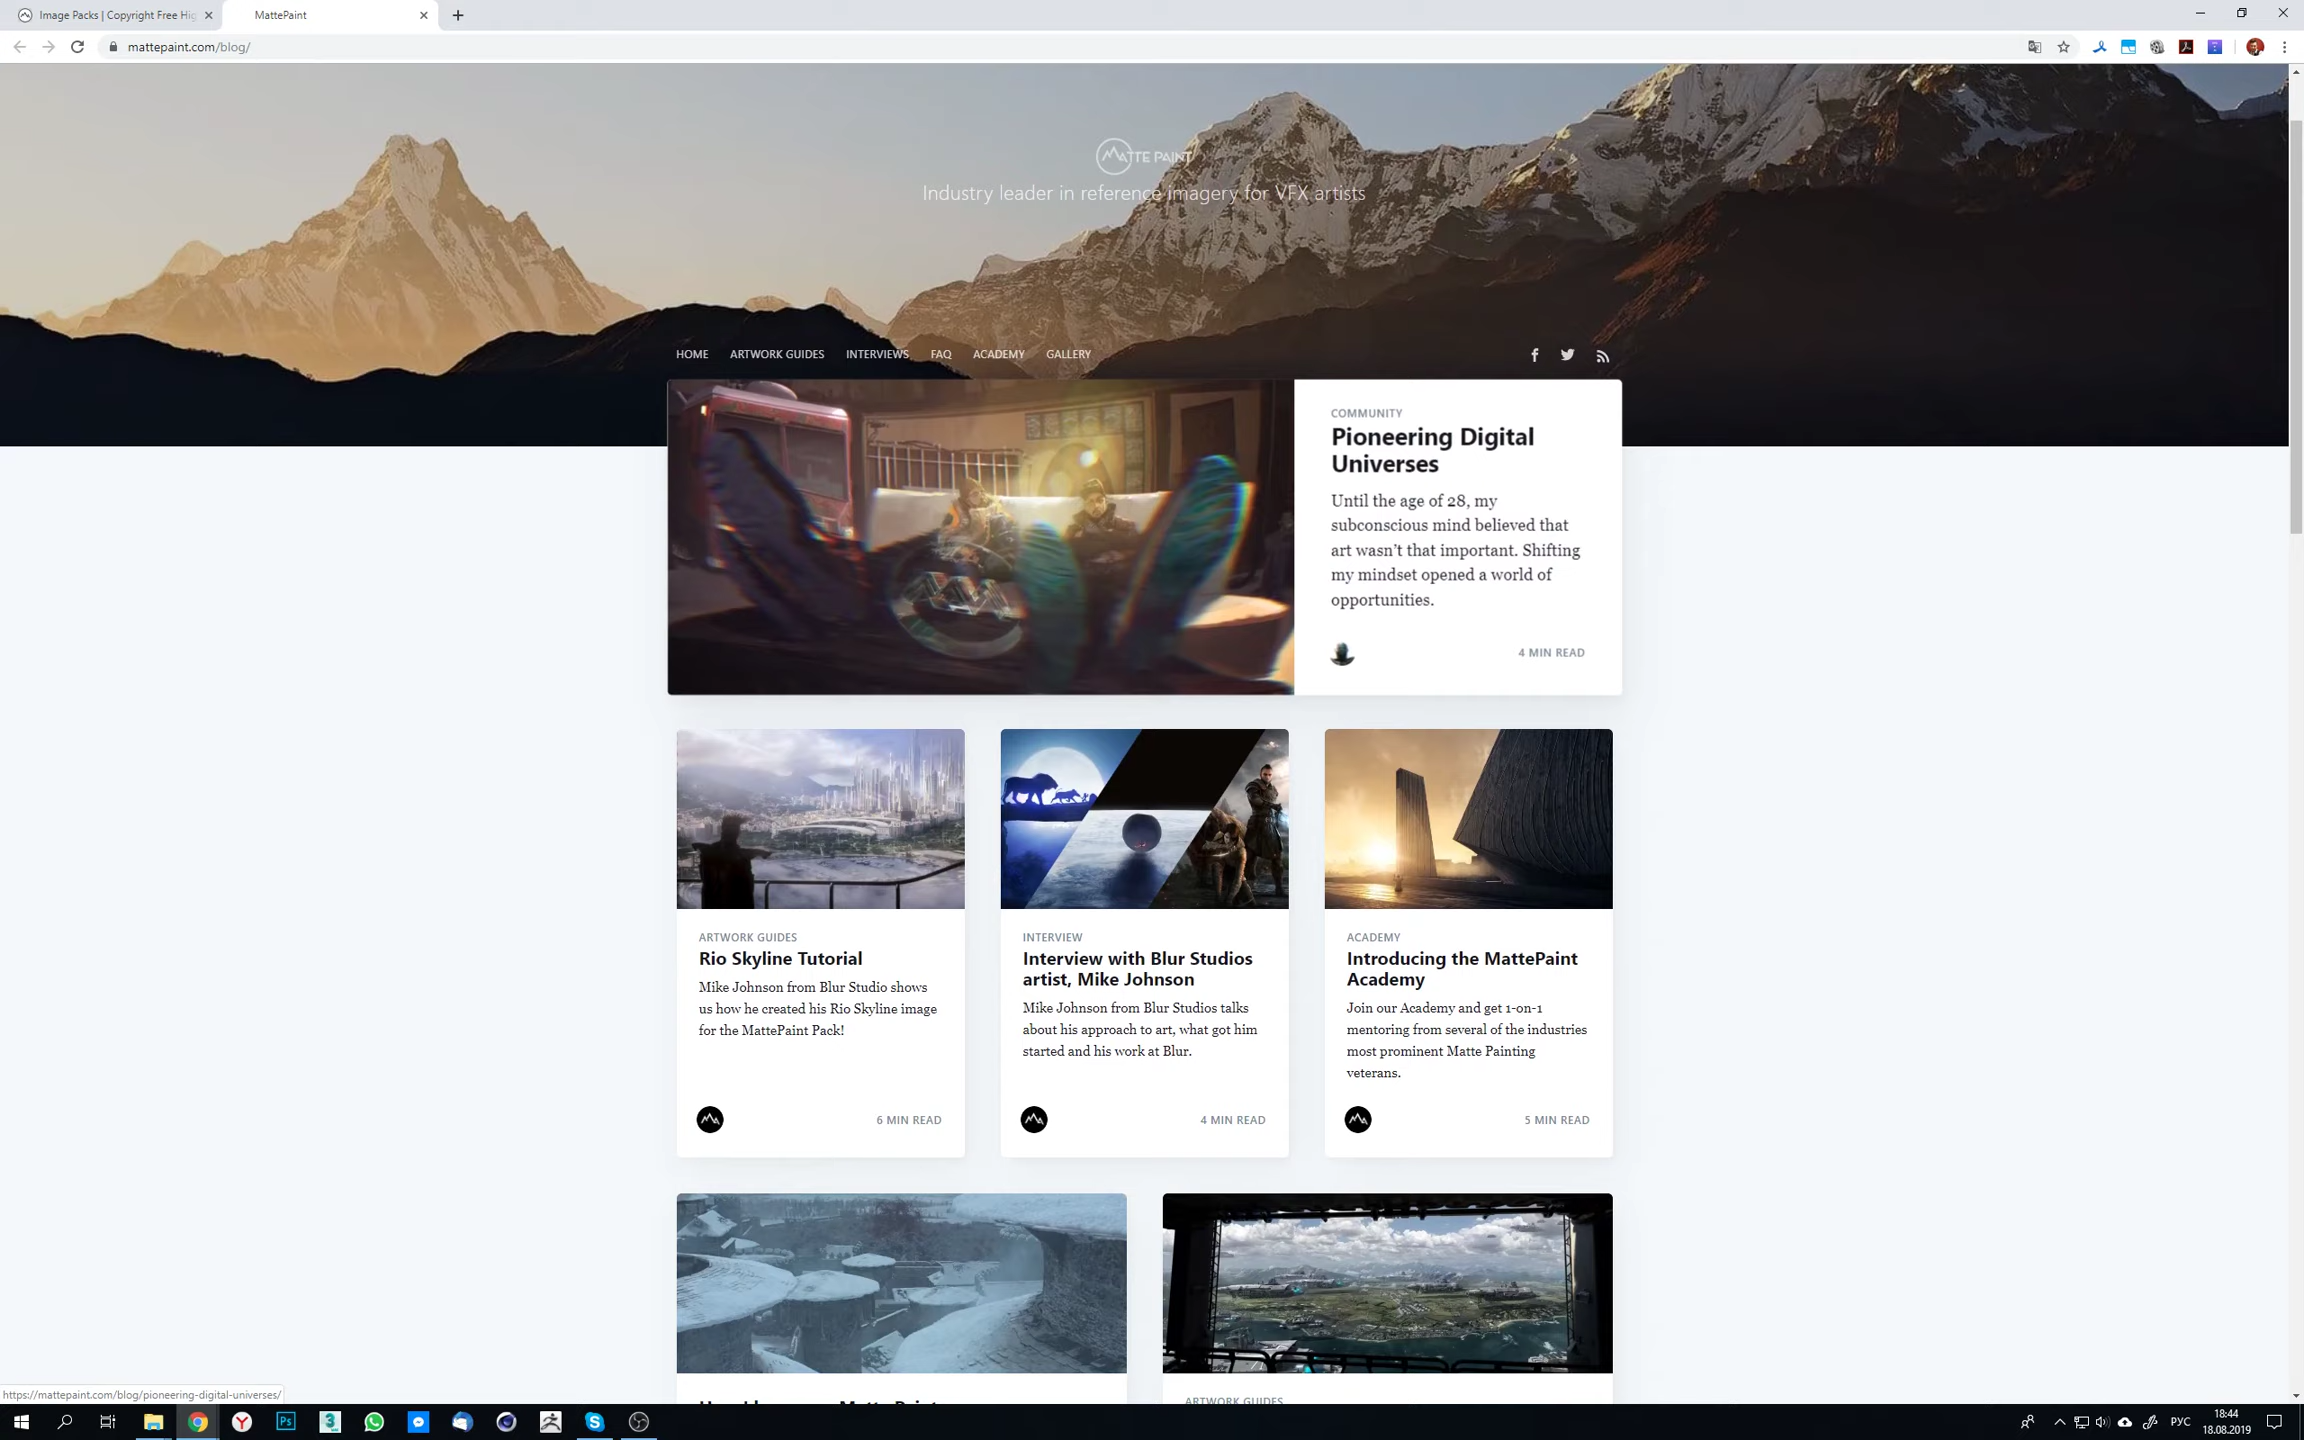 Image Packs | Copyright Free Hig
MattePaint
mattepaint.com/blog/
MATTE PAINT
Industry leader in reference imagery for VFX artists
HOME ARTWORK GUIDES INTERVIEWS FAQ ACADEMY GALLERY
COMMUNITY
Pioneering Digital
Universes
Until the age of 28, my
subconscious mind believed that
art wasn't that important. Shifting
my mindset opened a world of
opportunities.
4 MIN READ
ARTWORK GUIDES
Rio Skyline Tutorial
Mike Johnson from Blur Studio shows
us how he created his Rio Skyline image
for the MattePaint Pack!
6 MIN READ
INTERVIEW
Interview with Blur Studios
artist, Mike Johnson
Mike Johnson from Blur Studios talks
about his approach to art, what got him
started and his work at Blur.
4 MIN READ
ACADEMY
Introducing the MattePaint
Academy
Join our Academy and get 1-on-1
mentoring from several of the industries
most prominent Matte Painting
veterans.
5 MIN READ
ARTWORK GUIDES
https://mattepaint.com/blog/pioneering-digital-universes/
Ps
РУС
18:44
18.08.2019